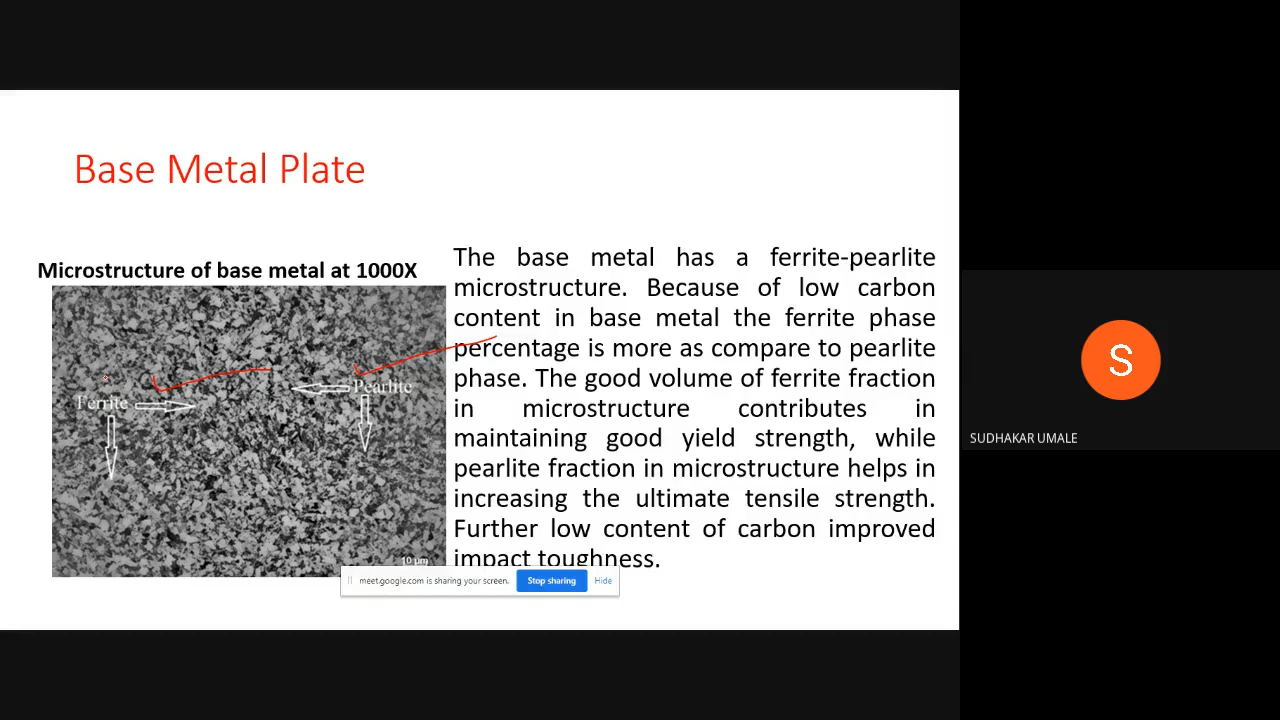 Base Metal Plate
Microstructure of base metal at 1000X
Ferrite
Pearlite
10 µm
The base metal has a ferrite-pearlite
microstructure. Because of low carbon
content in base metal the ferrite phase
percentage is more as compare to pearlite
phase. The good volume of ferrite fraction
in microstructure contributes in
maintaining good yield strength, while
pearlite fraction in microstructure helps in
increasing the ultimate tensile strength.
Further low content of carbon improved
impact toughness.
meet.google.com is sharing your screen.
Stop sharing
Hide
S
SUDHAKAR UMALE